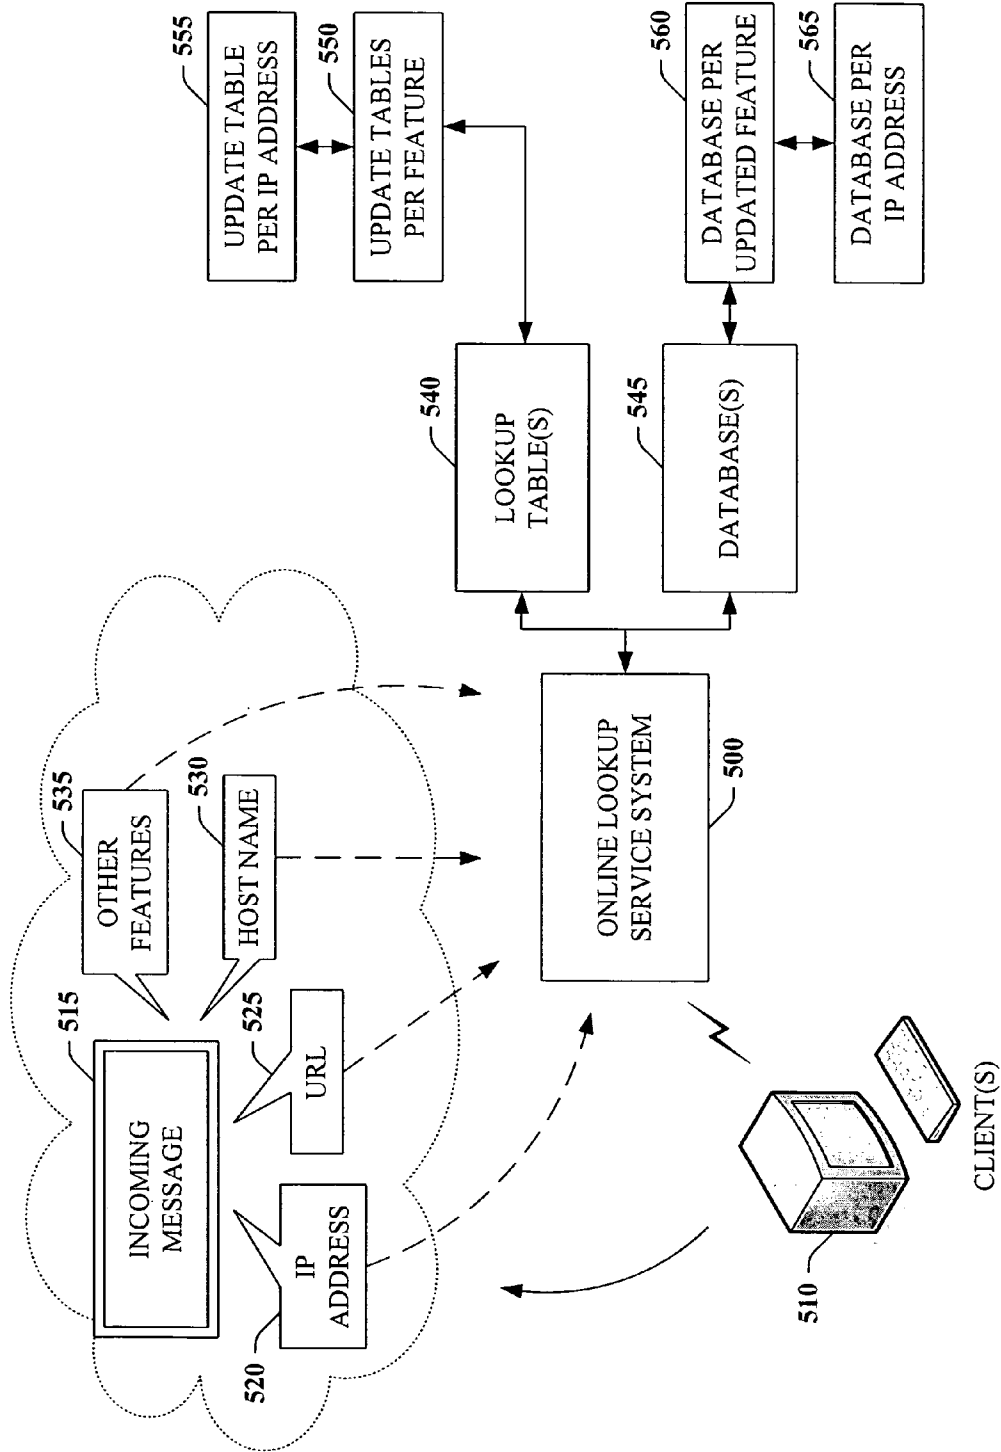 515
INCOMING
MESSAGE
535
OTHER
FEATURES
530
HOST NAME
525
URL
520
IP
ADDRESS
555
UPDATE TABLE
PER IP ADDRESS
550
UPDATE TABLES
PER FEATURE
540
LOOKUP
TABLE(S)
560
DATABASE PER
UPDATED FEATURE
565
DATABASE PER
IP ADDRESS
545
DATABASE(S)
ONLINE LOOKUP
SERVICE SYSTEM
500
510
CLIENT(S)